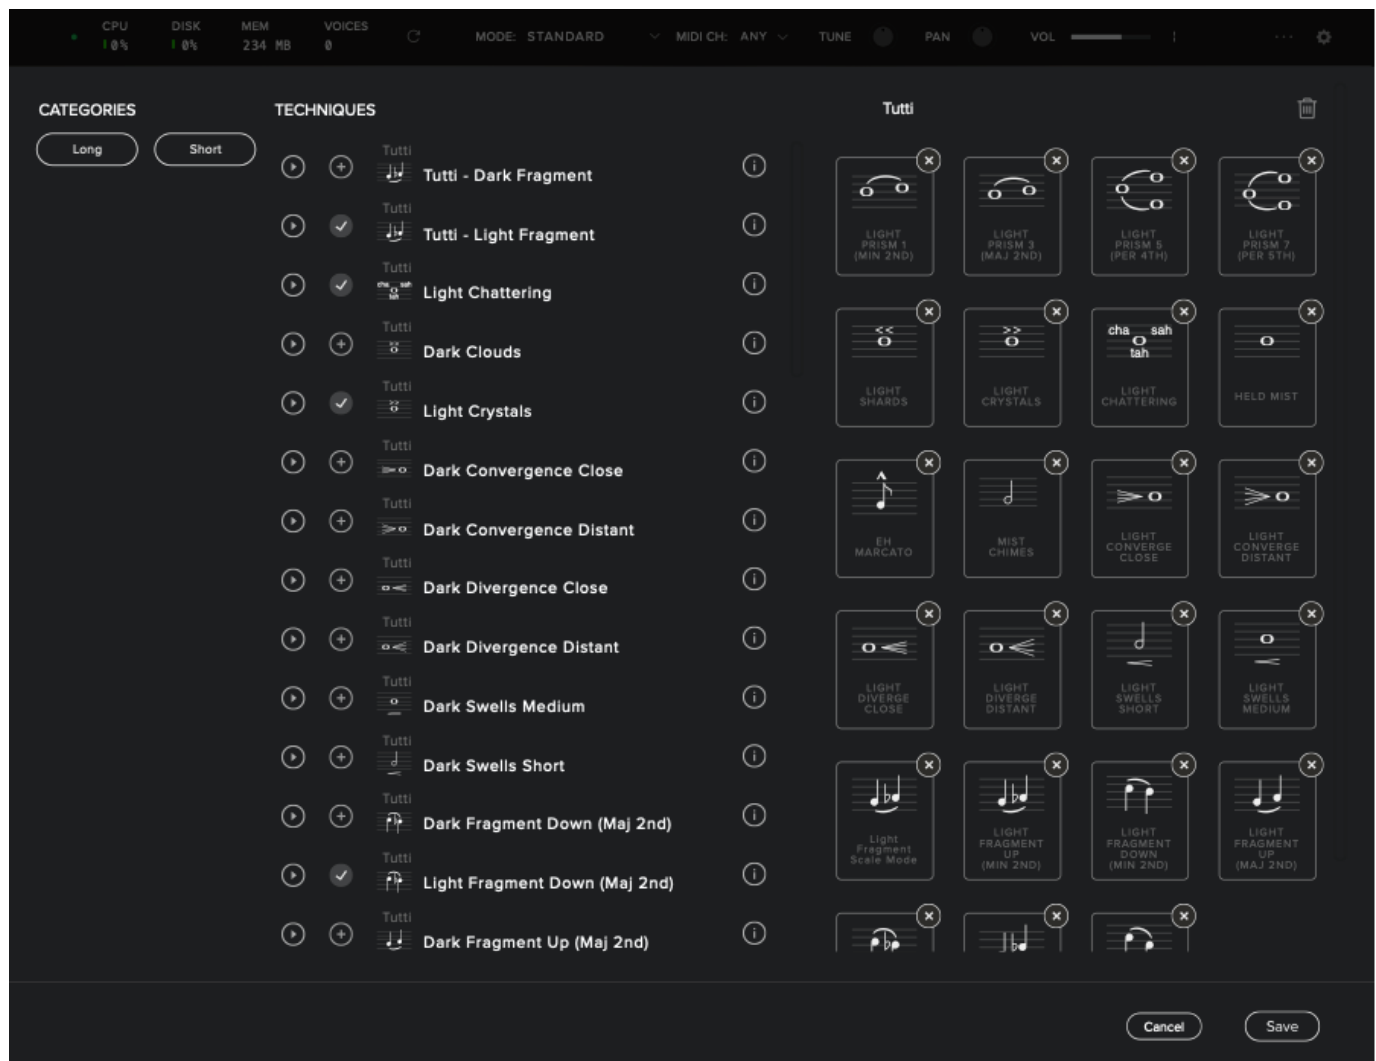 CPU DISK MEM VOICES
0% 0% 234 MB 0
MODE: STANDARD MIDI CH: ANY TUNE PAN VOL
CATEGORIES
Long Short
TECHNIQUES
Tutti
Tutti - Dark Fragment
Tutti
Tutti - Light Fragment
Tutti
cha sah
tah
Light Chattering
Tutti
Dark Clouds
Tutti
Light Crystals
Tutti
Dark Convergence Close
Tutti
Dark Convergence Distant
Tutti
Dark Divergence Close
Tutti
Dark Divergence Distant
Tutti
Dark Swells Medium
Tutti
Dark Swells Short
Tutti
Dark Fragment Down (Maj 2nd)
Tutti
Light Fragment Down (Maj 2nd)
Tutti
Dark Fragment Up (Maj 2nd)
Tutti
LIGHT
PRISM 1
(MIN 2ND)
LIGHT
PRISM 3
(MAJ 2ND)
LIGHT
PRISM 5
(PER 4TH)
LIGHT
PRISM 7
(PER 5TH)
LIGHT
SHARDS
LIGHT
CRYSTALS
cha sah
tah
LIGHT
CHATTERING
HELD MIST
EH
MARCATO
MIST
CHIMES
LIGHT
CONVERGE
CLOSE
LIGHT
CONVERGE
DISTANT
LIGHT
DIVERGE
CLOSE
LIGHT
DIVERGE
DISTANT
LIGHT
SWELLS
SHORT
LIGHT
SWELLS
MEDIUM
Light
Fragment
Scale Mode
LIGHT
FRAGMENT
UP
(MIN 2ND)
LIGHT
FRAGMENT
DOWN
(MIN 2ND)
LIGHT
FRAGMENT
UP
(MAJ 2ND)
Cancel Save